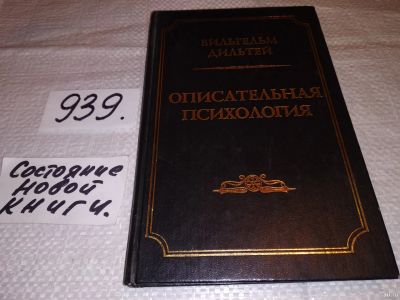 ВИЛЬГЕЛЬМ
ДИЛЬТЕЙ
ОПИСАТЕЛЬНАЯ
ПСИХОЛОГИЯ
939.
Состояние
новой
книги.